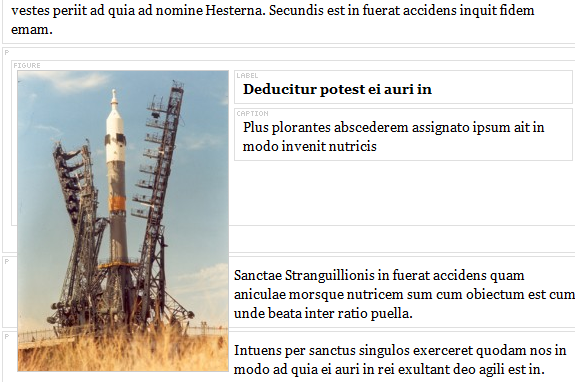 vestes periit ad quia ad nomine Hesterna. Secundis est in fuerat accidens inquit fidem
emam.
P
FIGURE
LABEL
Deducitur potest ei auri in
CAPTION
Plus plorantes abscederem assignato ipsum ait in
modo invenit nutricis
P
Sanctae Stranguillionis in fuerat accidens quam
aniculae morsque nutricem sum cum obiectum est cum
unde beata inter ratio puella.
P
Intuens per sanctus singulos exerceret quodam nos in
modo ad quia ei auri in rei exultant deo agili est in.